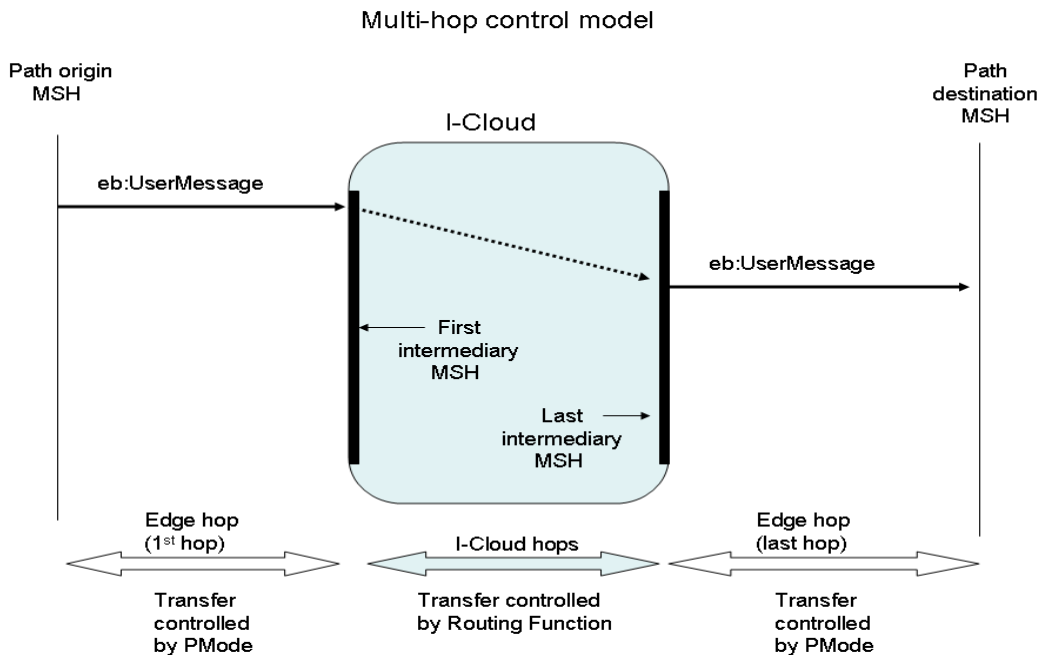 Multi-hop control model
Path origin
MSH
Path
destination
MSH
I-Cloud
eb:UserMessage
eb:UserMessage
First
intermediary
MSH
Last
intermediary
MSH
Edge hop
(1st hop)
I-Cloud hops
Edge hop
(last hop)
Transfer
controlled
by PMode
Transfer controlled
by Routing Function
Transfer
controlled
by PMode